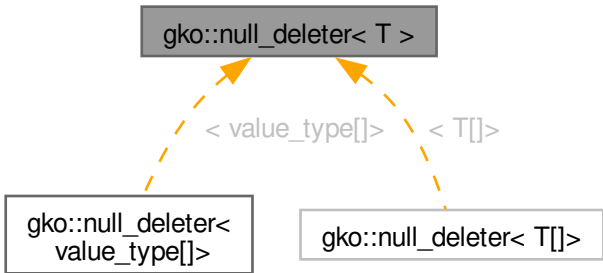 gko::null_deleter< T >
< value_type[]>
< T[]>
gko::null_deleter<
value_type[]>
gko::null_deleter< T[]>